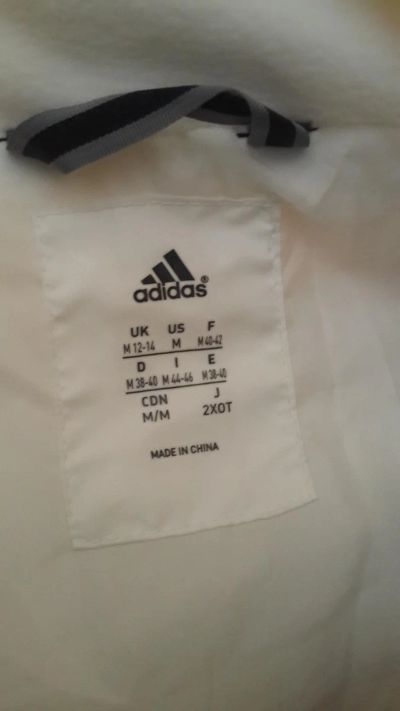 adidas®
UK US F
M 12-14 M M 40-42
D I E
M 38-40 M 44-46 M 38-40
CDN J
M/M 2XOT
MADE IN CHINA